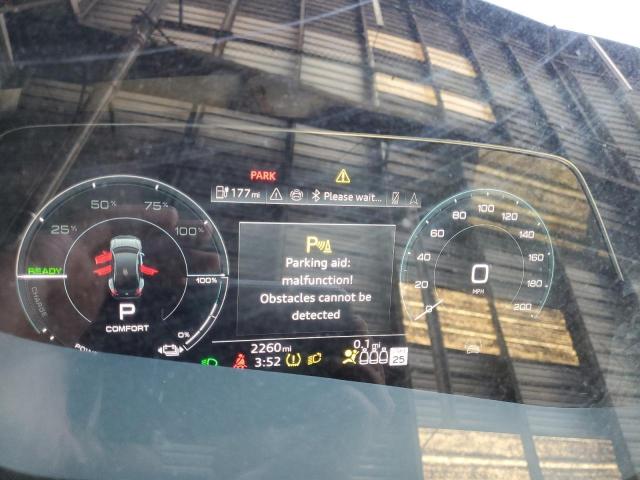 PARK
177 mi
Please wait...
Parking aid:
malfunction!
Obstacles cannot be
detected
25%
50%
75%
100%
READY
CHARGE
100%
0%
P
COMFORT
2260 mi
0.1 mi
3:52
25
0
20
40
60
80
100
120
140
160
180
200
0
MPH